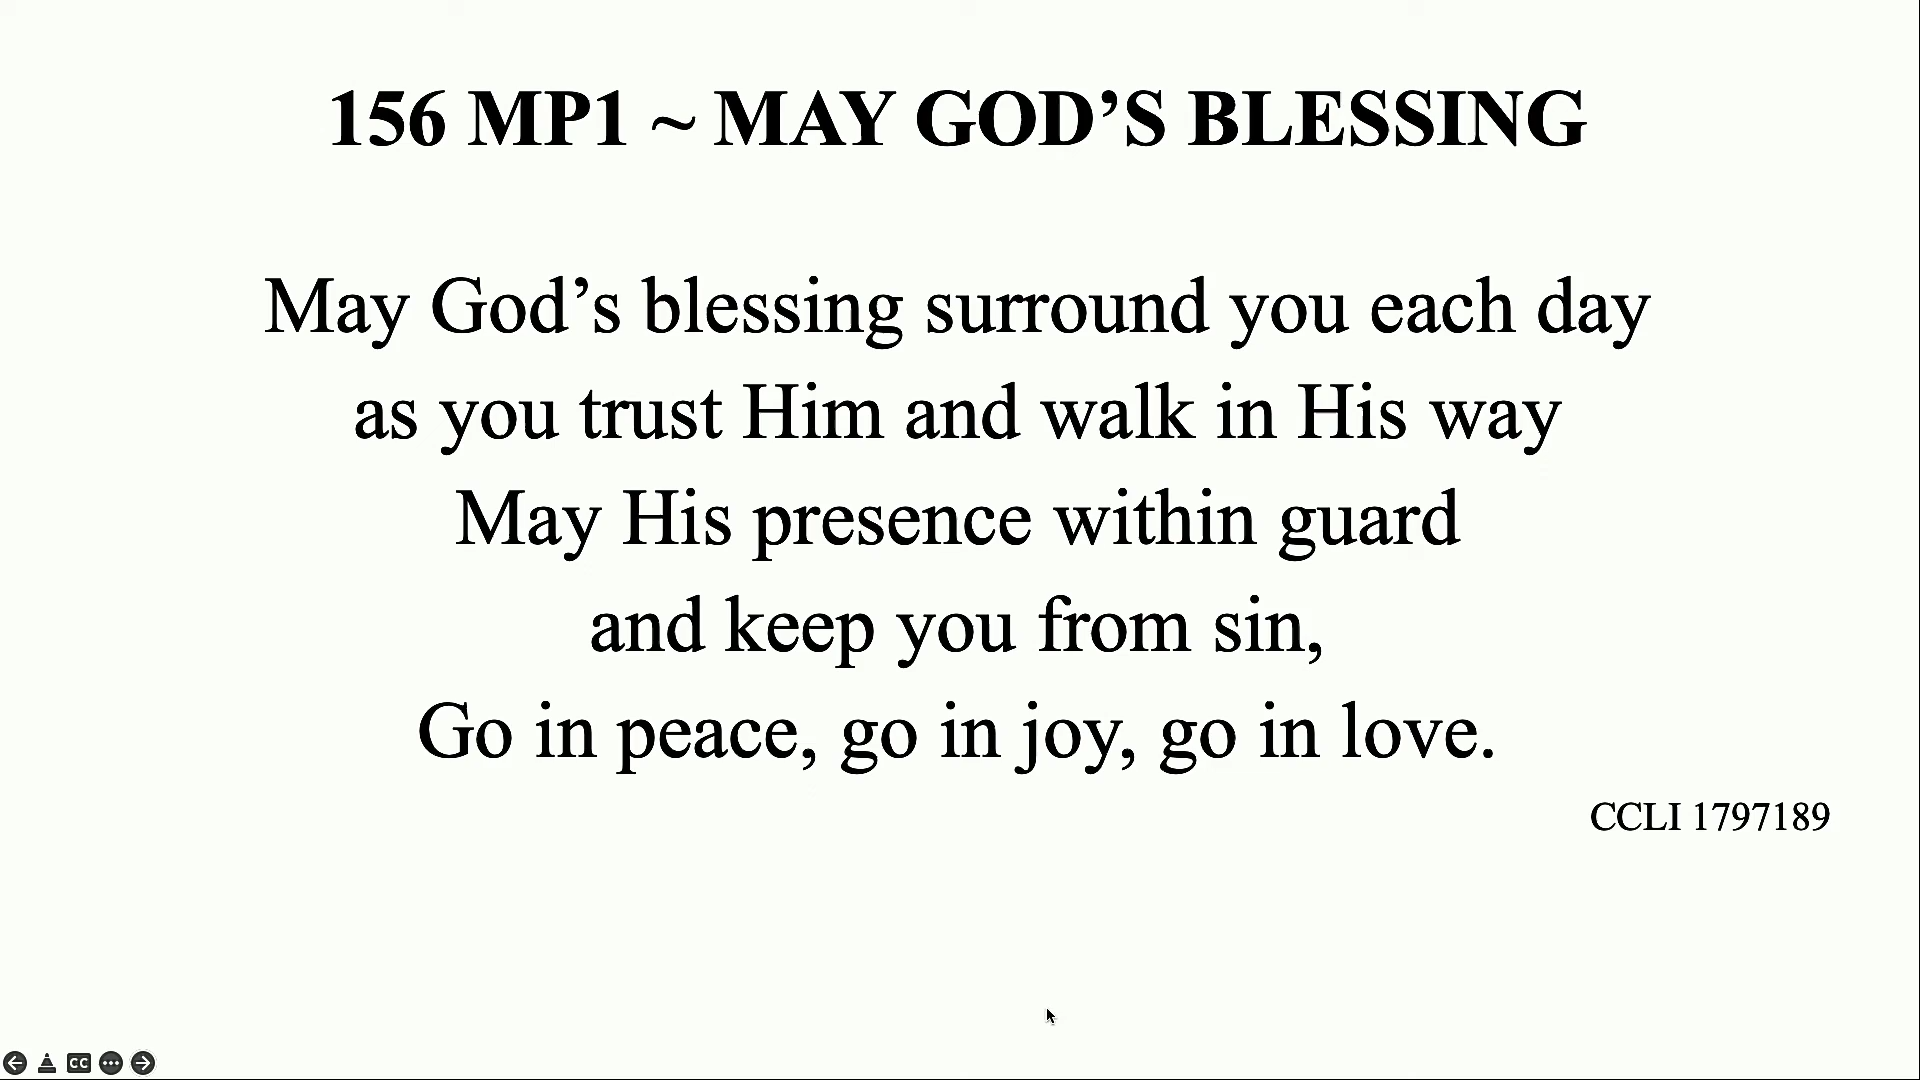 156 MP1 ~ MAY GOD’S BLESSING
May God’s blessing surround you each day
as you trust Him and walk in His way
May His presence within guard
and keep you from sin,
Go in peace, go in joy, go in love.
CCLI 1797189
CC